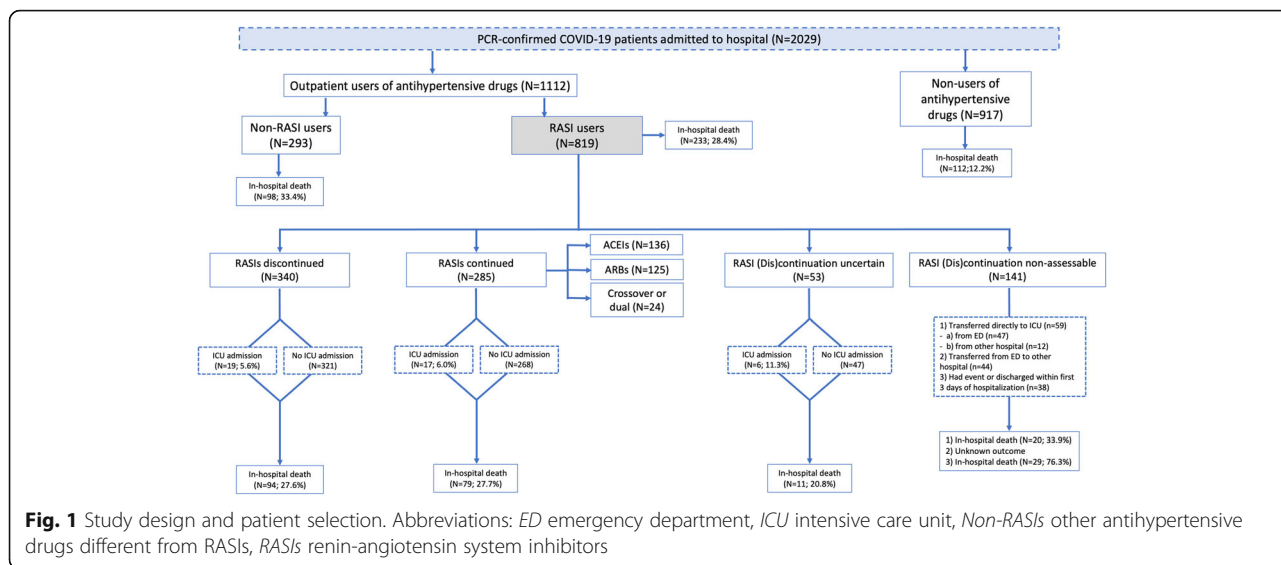 PCR-confirmed COVID-19 patients admitted to hospital (N=2029)
Outpatient users of antihypertensive drugs (N=1112)
Non-users of
antihypertensive
drugs (N=917)
Non-RASI users
(N=293)
RASI users
(N=819)
In-hospital death
(N=233; 28.4%)
In-hospital death
(N=112;12.2%)
In-hospital death
(N=98; 33.4%)
RASIs discontinued
(N=340)
RASIs continued
(N=285)
ACEIs (N=136)
ARBs (N=125)
Crossover or
dual (N=24)
RASI (Dis)continuation uncertain
(N=53)
RASI (Dis)continuation non-assessable
(N=141)
ICU admission
(N=19; 5.6%)
No ICU admission
(N=321)
ICU admission
(N=17; 6.0%)
No ICU admission
(N=268)
ICU admission
(N=6; 11.3%)
No ICU admission
(N=47)
1) Transferred directly to ICU (n=59)
- a) from ED (n=47)
- b) from other hospital (n=12)
2) Transferred from ED to other
hospital (n=44)
3) Had event or discharged within first
3 days of hospitalization (n=38)
In-hospital death
(N=94; 27.6%)
In-hospital death
(N=79; 27.7%)
In-hospital death
(N=11; 20.8%)
1) In-hospital death (N=20; 33.9%)
2) Unknown outcome
3) In-hospital death (N=29; 76.3%)
Fig. 1 Study design and patient selection. Abbreviations: ED emergency department, ICU intensive care unit, Non-RASIs other antihypertensive
drugs different from RASIs, RASIs renin-angiotensin system inhibitors